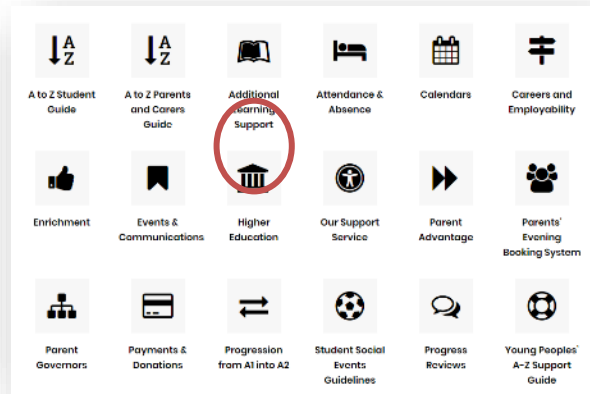 A to Z Student
Guide
A to Z Parents
and Carers
Guide
Additional
Learning
Support
Attendance &
Absence
Calendars
Careers and
Employability
Enrichment
Events &
Communications
Higher
Education
Our Support
Service
Parent
Advantage
Parents'
Evening
Booking System
Parent
Governors
Payments &
Donations
Progression
from A1 into A2
Student Social
Events
Guidelines
Progress
Reviews
Young Peoples'
A-Z Support
Guide